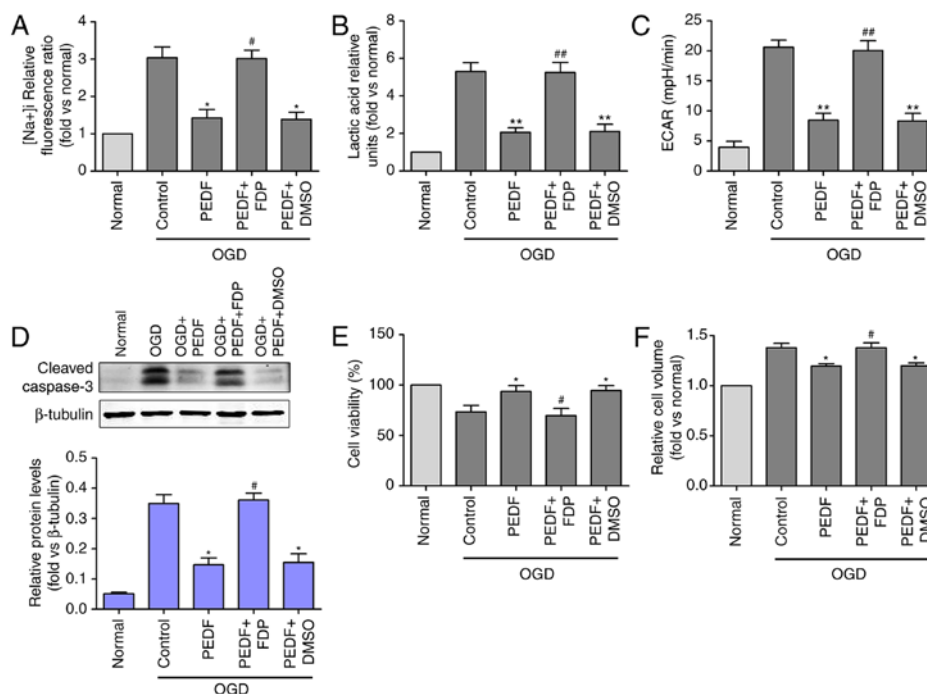 A
[Na+]i Relative
fluorescence ratio
(fold vs normal)
4
3
2
1
0
*
#
*
Normal
Control
PEDF
PEDF+
FDP
PEDF+
DMSO
OGD
B
Lactic acid relative
units (fold vs normal)
8
6
4
2
0
**
##
**
Normal
Control
PEDF
PEDF+
FDP
PEDF+
DMSO
OGD
C
ECAR (mpH/min)
25
20
15
10
5
0
**
##
**
Normal
Control
PEDF
PEDF+
FDP
PEDF+
DMSO
OGD
D
Normal
OGD
OGD+
PEDF
OGD+
PEDF+FDP
OGD+
PEDF+DMSO
Cleaved
caspase-3
β-tubulin
Relative protein levels
(fold vs β-tubulin)
0.5
0.4
0.3
0.2
0.1
0.0
*
#
*
Normal
Control
PEDF
PEDF+
FDP
PEDF+
DMSO
OGD
E
Cell viability (%)
150
100
75
50
25
0
*
#
*
Normal
Control
PEDF
PEDF+
FDP
PEDF+
DMSO
OGD
F
Relative cell volume
(fold vs normal)
1.5
1.0
0.5
0.0
*
#
*
Normal
Control
PEDF
PEDF+
FDP
PEDF+
DMSO
OGD